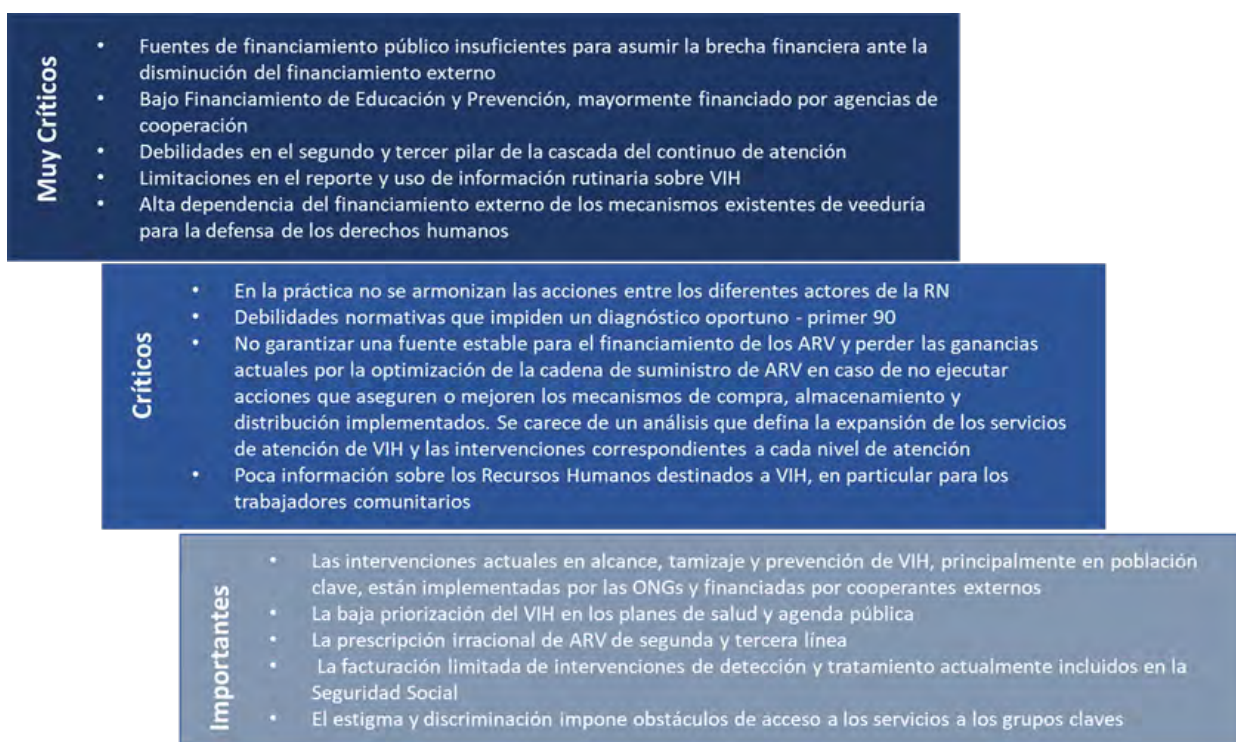 Muy Críticos
• Fuentes de financiamiento público insuficientes para asumir la brecha financiera ante la
disminución del financiamiento externo
• Bajo Financiamiento de Educación y Prevención, mayormente financiado por agencias de
cooperación
• Debilidades en el segundo y tercer pilar de la cascada del continuo de atención
• Limitaciones en el reporte y uso de información rutinaria sobre VIH
• Alta dependencia del financiamiento externo de los mecanismos existentes de veeduría
para la defensa de los derechos humanos
Críticos
• En la práctica no se armonizan las acciones entre los diferentes actores de la RN
• Debilidades normativas que impiden un diagnóstico oportuno - primer 90
• No garantizar una fuente estable para el financiamiento de los ARV y perder las ganancias
actuales por la optimización de la cadena de suministro de ARV en caso de no ejecutar
acciones que aseguren o mejoren los mecanismos de compra, almacenamiento y
distribución implementados. Se carece de un análisis que defina la expansión de los servicios
de atención de VIH y las intervenciones correspondientes a cada nivel de atención
• Poca información sobre los Recursos Humanos destinados a VIH, en particular para los
trabajadores comunitarios
Importantes
• Las intervenciones actuales en alcance, tamizaje y prevención de VIH, principalmente en población
clave, están implementadas por las ONGs y financiadas por cooperantes externos
• La baja priorización del VIH en los planes de salud y agenda pública
• La prescripción irracional de ARV de segunda y tercera línea
• La facturación limitada de intervenciones de detección y tratamiento actualmente incluidos en la
Seguridad Social
• El estigma y discriminación impone obstáculos de acceso a los servicios a los grupos claves